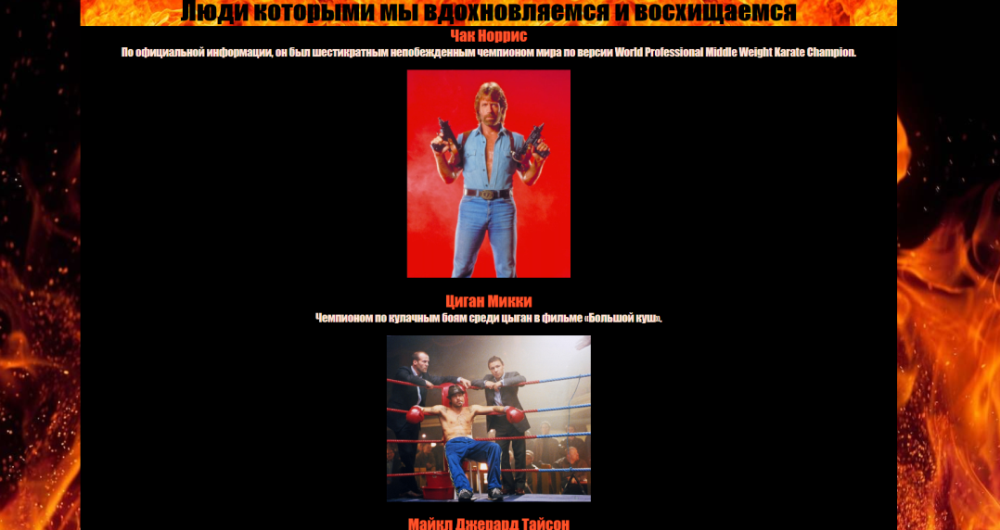 Люди которыми мы вдохновляемся и восхищаемся
Чак Норрис
По официальной информации, он был шестикратным непобежденным чемпионом мира по версии World Professional Middle Weight Karate Champion.
Циган Микки
Чемпионом по кулачным боям среди цыган в фильме «Большой куш».
Майкл Джерард Тайсон